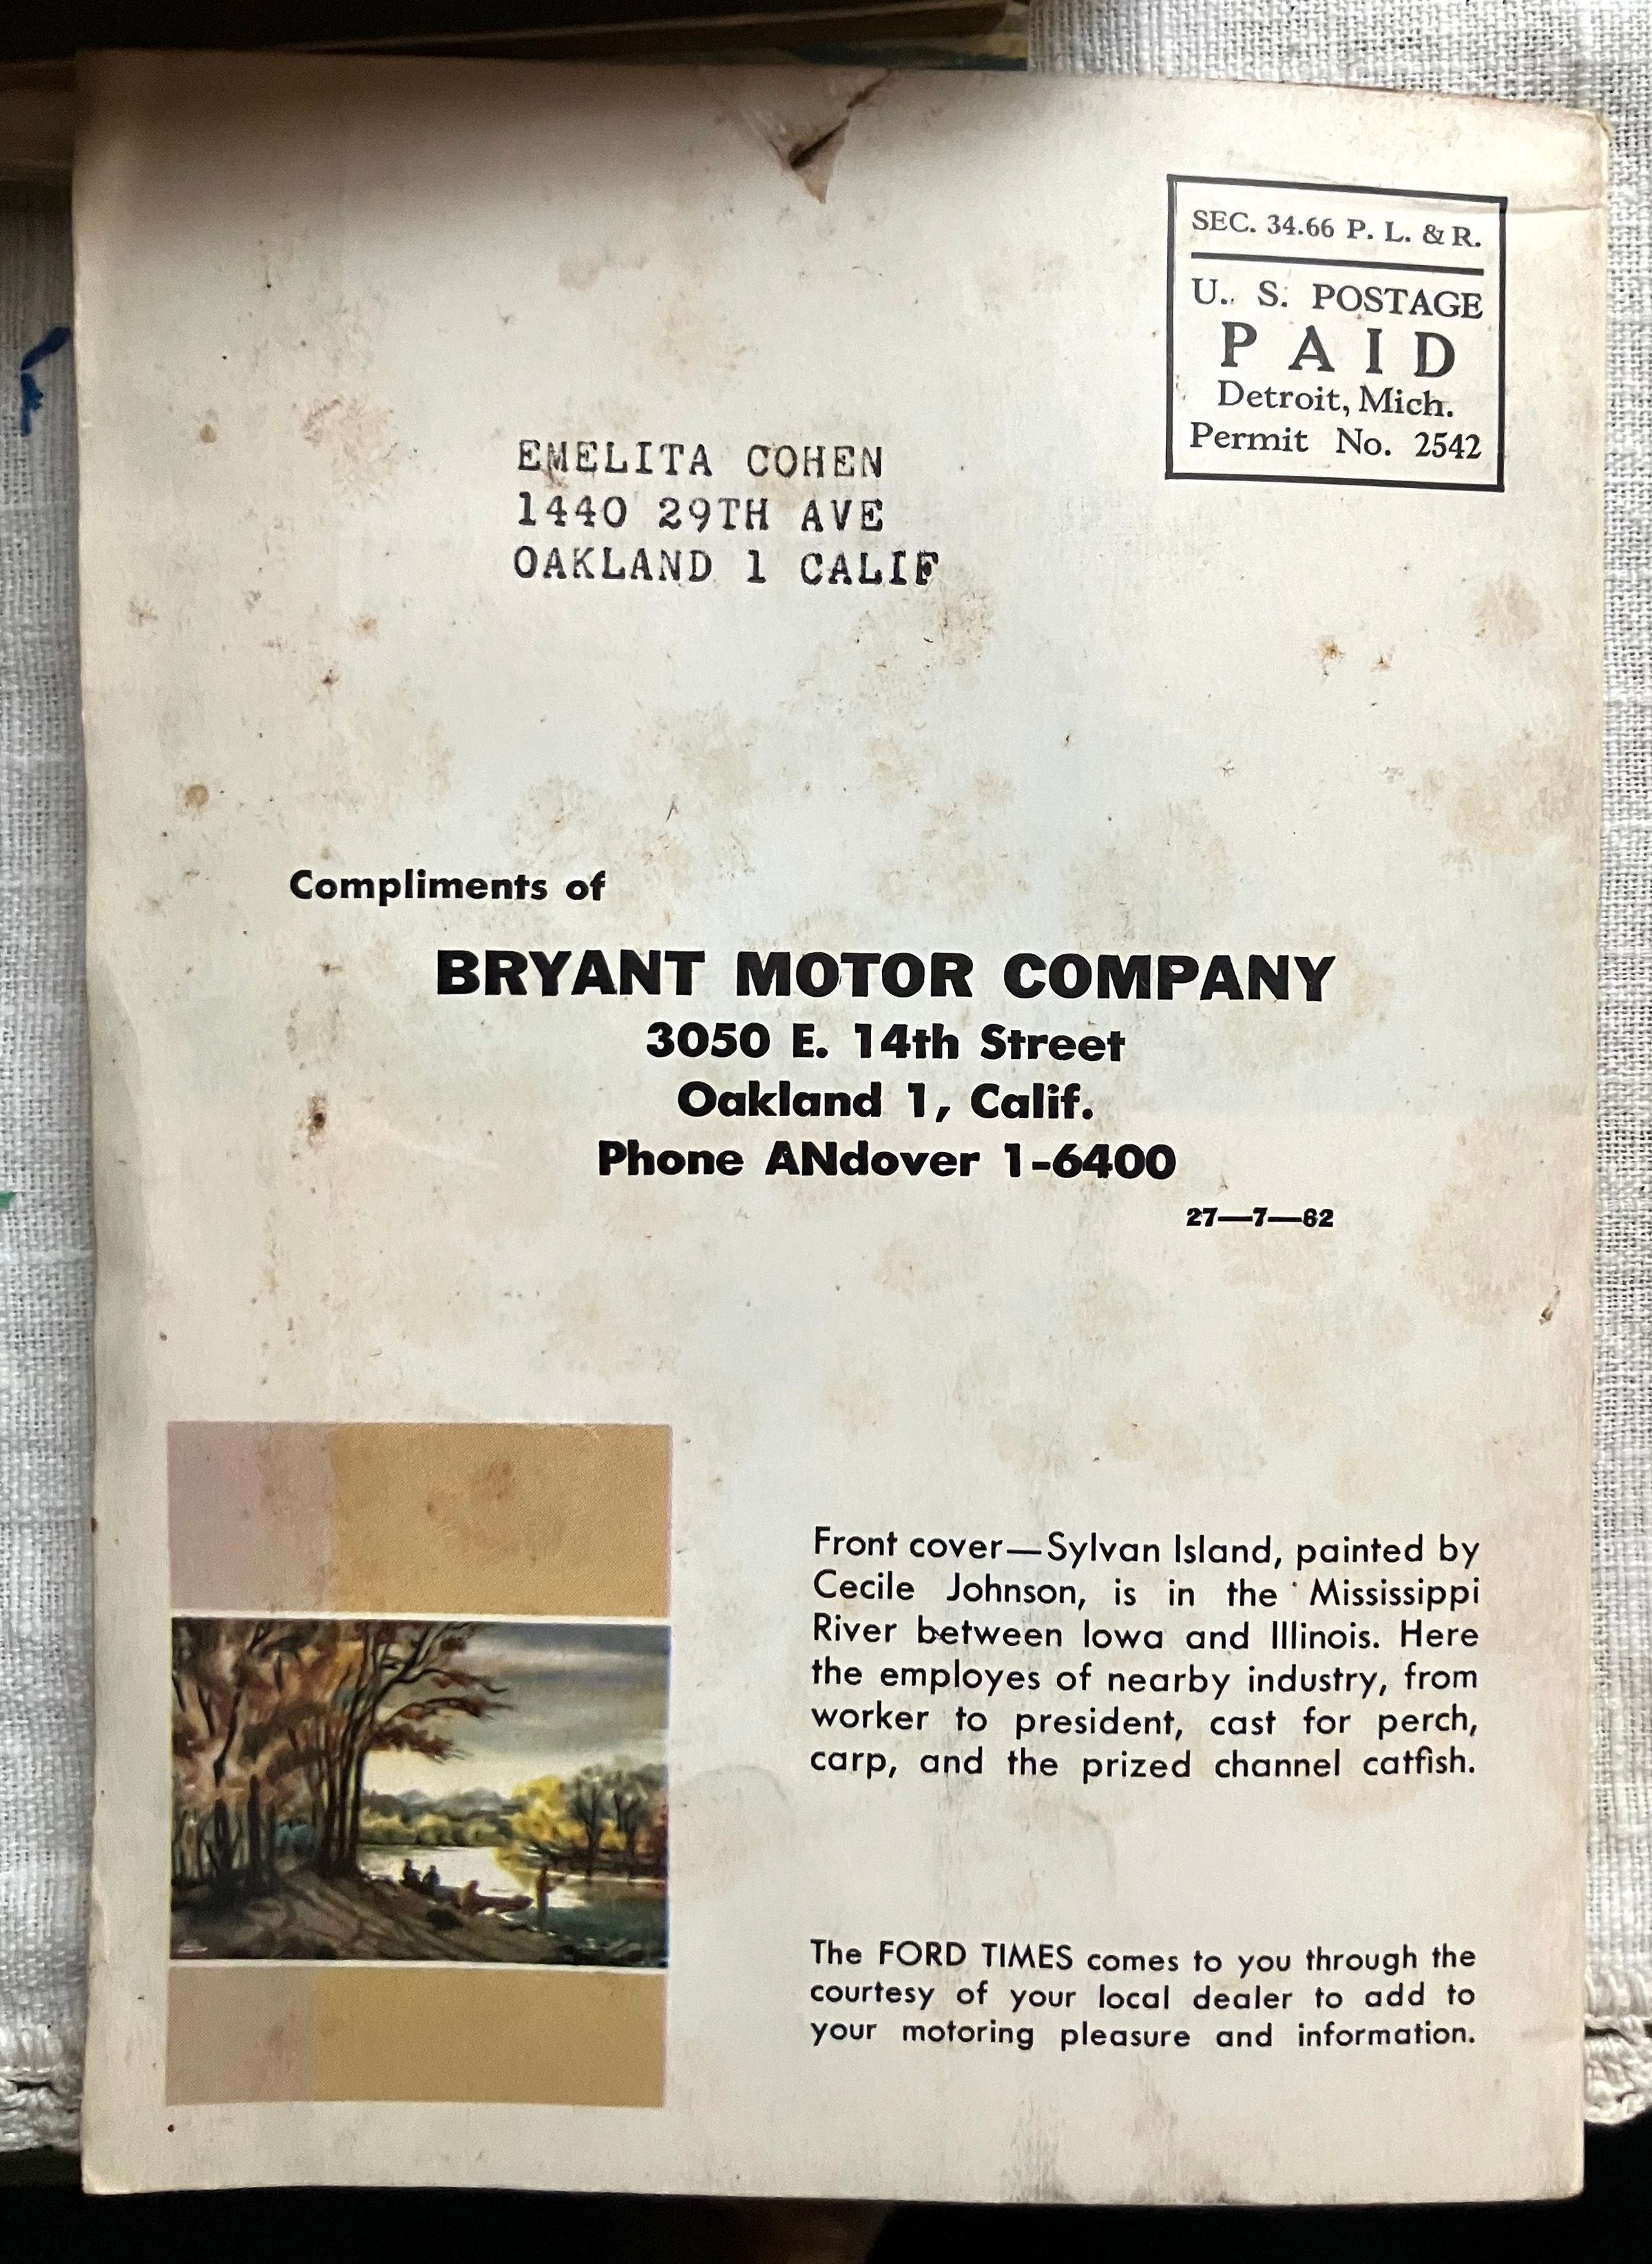 SEC. 34.66 P. L. & R.
U. S. POSTAGE
PAID
Detroit, Mich.
Permit No. 2542
EMELITA COHEN
1440 29TH AVE
OAKLAND 1 CALIF
Compliments of
BRYANT MOTOR COMPANY
3050 E. 14th Street
Oakland 1, Calif.
Phone ANdover 1-6400
27—7—62
Front cover—Sylvan Island, painted by
Cecile Johnson, is in the Mississippi
River between Iowa and Illinois. Here
the employes of nearby industry, from
worker to president, cast for perch,
carp, and the prized channel catfish.
The FORD TIMES comes to you through the
courtesy of your local dealer to add to
your motoring pleasure and information.